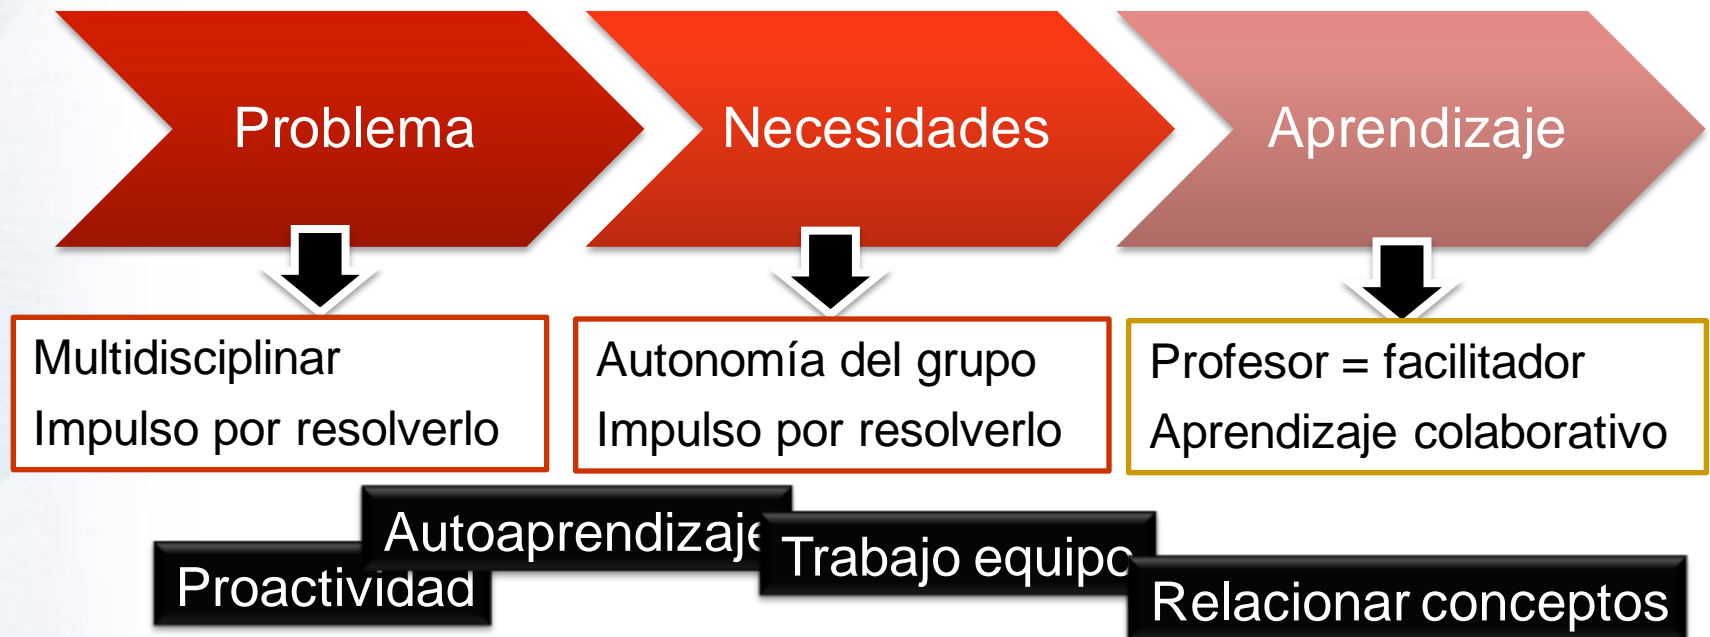 Problema
Necesidades
Aprendizaje
Multidisciplinar
Impulso por resolverlo
Autonomía del grupo
Impulso por resolverlo
Profesor = facilitador
Aprendizaje colaborativo
Autoaprendizaje
Proactividad
Trabajo equipo
Relacionar conceptos